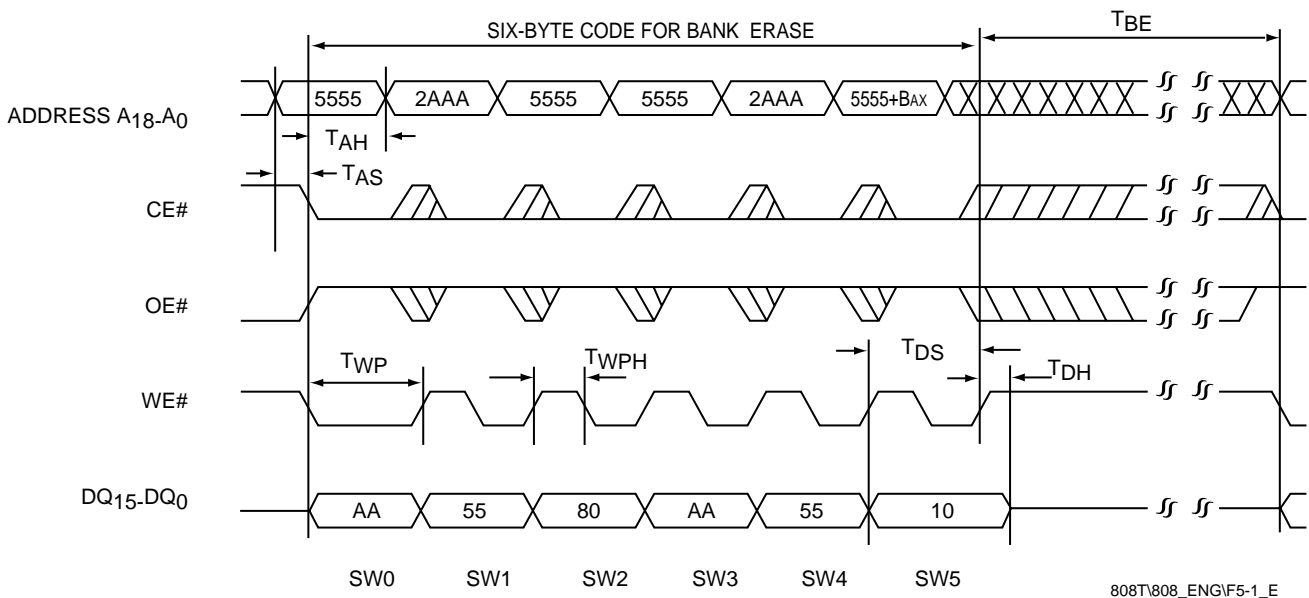 SIX-BYTE CODE FOR BANK ERASE
TBE
ADDRESS A18-A0
5555 2AAA 5555 5555 2AAA 5555+BAX
TAH
TAS
CE#
OE#
TWP TWPH TDS
TDH
WE#
DQ15-DQ0
AA 55 80 AA 55 10
SW0 SW1 SW2 SW3 SW4 SW5
808T\808_ENG\F5-1_E